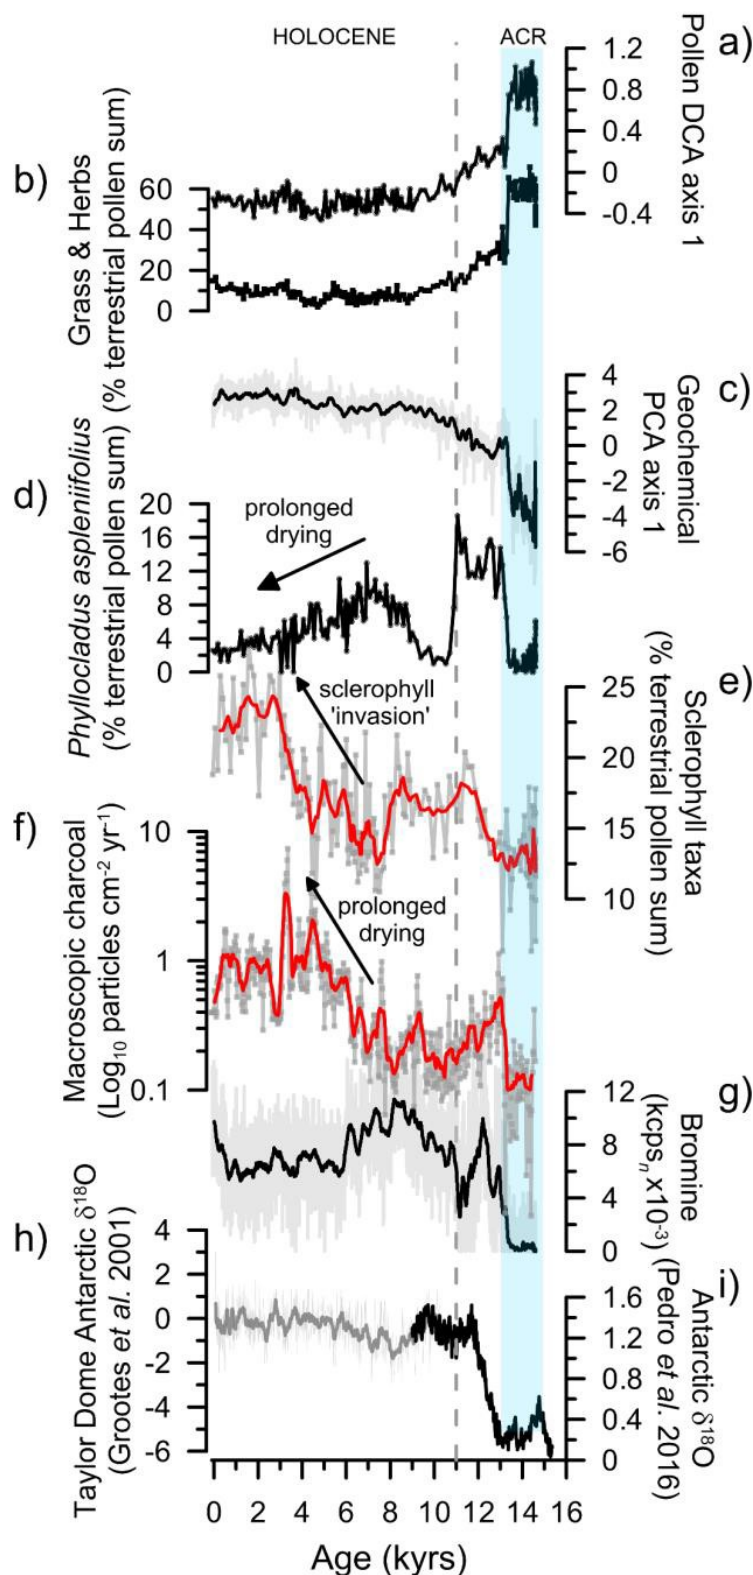 HOLOCENE
ACR
a)
Pollen DCA axis 1
1.2
0.8
0.4
0
-0.4
b)
Grass & Herbs
(% terrestrial pollen sum)
60
40
20
0
c)
Geochemical
PCA axis 1
4
2
0
-2
-4
-6
d)
Phyllocladus aspleniifolius
(% terrestrial pollen sum)
20
16
12
8
4
0
prolonged
drying
e)
Sclerophyll taxa
(% terrestrial pollen sum)
25
22
15
13
10
sclerophyll
'invasion'
f)
Macroscopic charcoal
(Log10 particles cm-2 yr-1)
10
1
0.1
prolonged
drying
g)
Bromine
(kcpsn x10-3)
12
8
4
0
h)
Taylor Dome Antarctic δ18O
(Grootes et al. 2001)
4
2
0
-2
-4
-6
i)
Antarctic δ18O
(Pedro et al. 2016)
1.6
1.2
0.8
0.4
0
0 2 4 6 8 10 12 14 16
Age (kyrs)